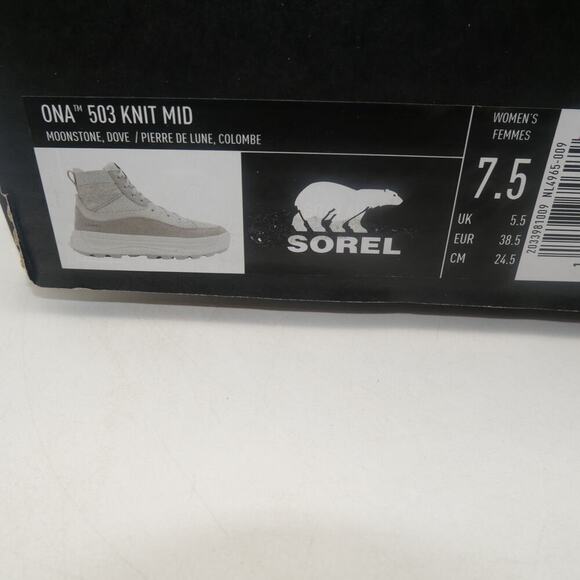 ONA™ 503 KNIT MID
MOONSTONE, DOVE / PIERRE DE LUNE, COLOMBE
SOREL
WOMEN'S
FEMMES
7.5
UK 5.5
EUR 38.5
CM 24.5
2033981009 NL4965-009